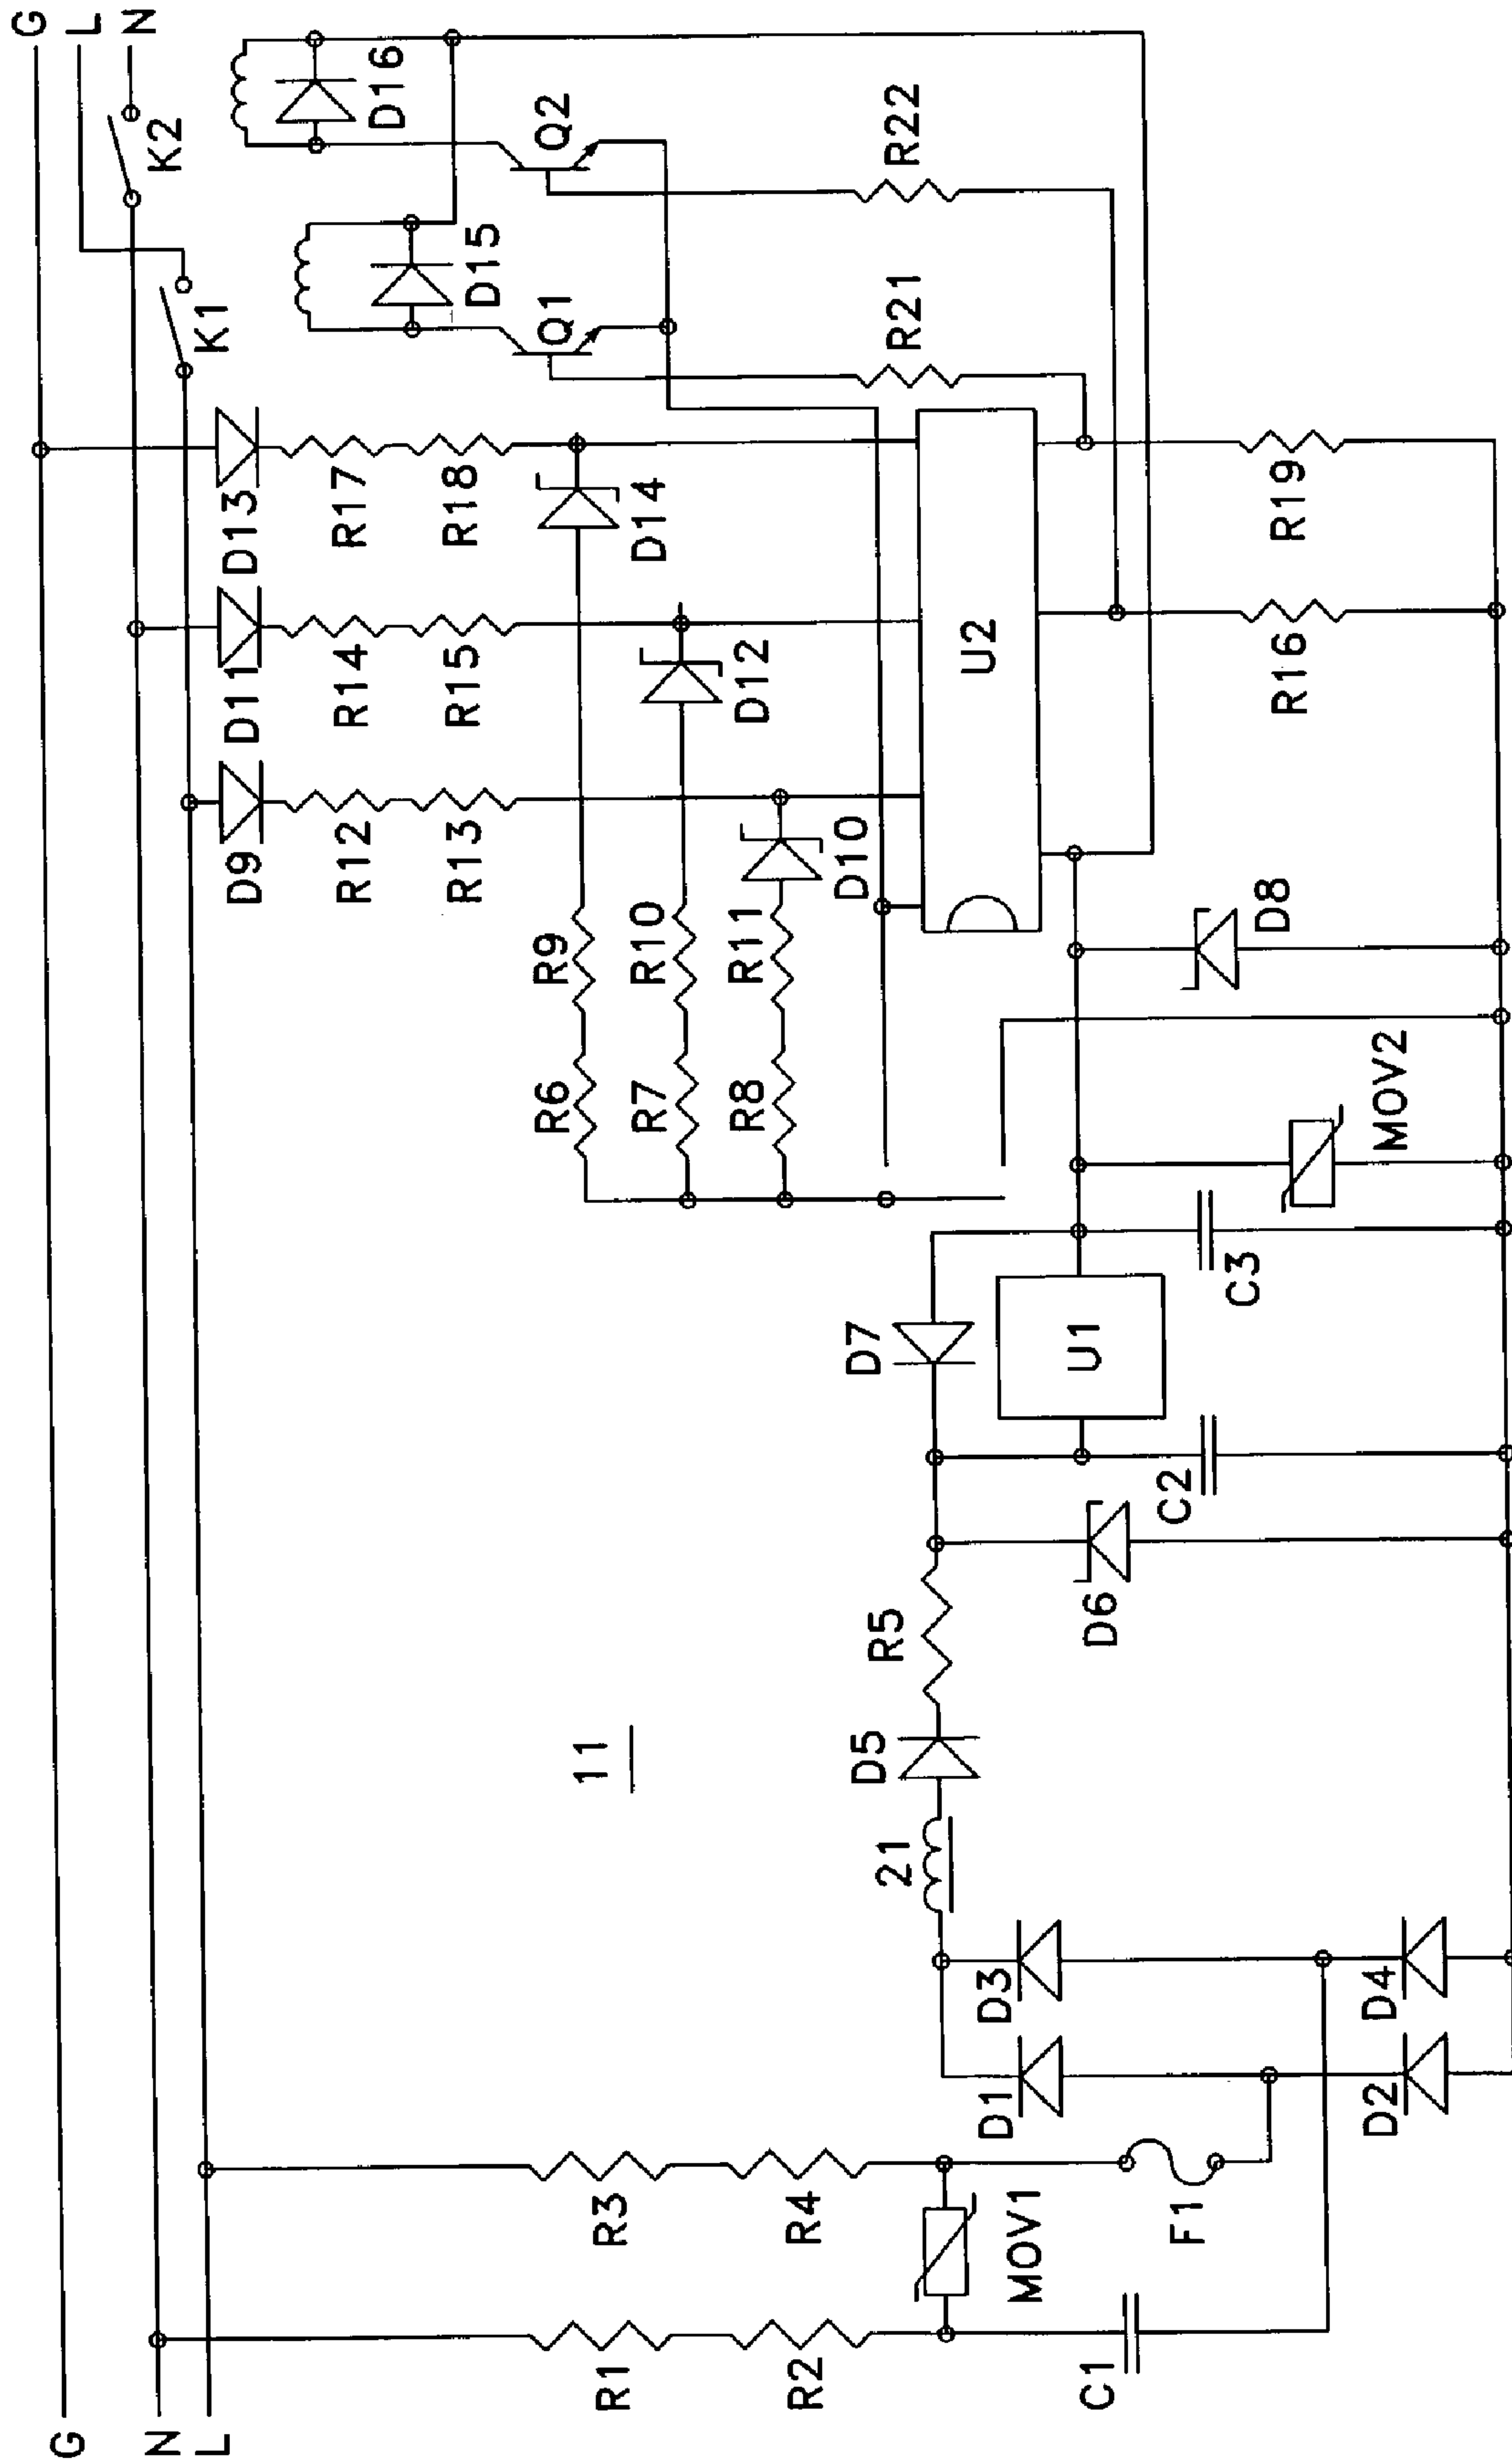 G
L
N
K2
K1
D16
D15
Q2
Q1
R22
R21
D13
D11
D9
R17
R14
R12
R18
R15
R13
D14
D12
D10
U2
R19
R16
R9
R10
R11
R6
R7
R8
D8
MOV2
C3
D7
U1
C2
D6
R5
D5
21
11
D3
D1
D4
D2
R3
R4
MOV1
F1
R1
R2
C1
G
N
L